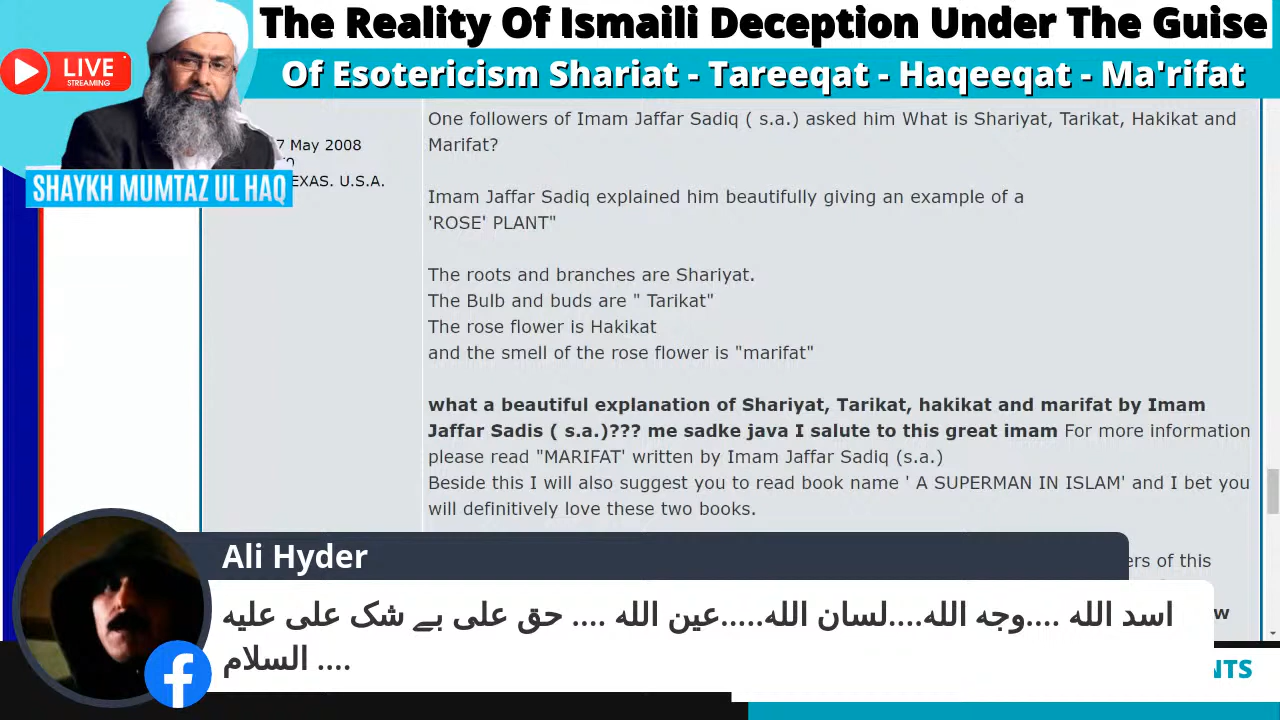 The Reality Of Ismaili Deception Under The Guise
Of Esotericism Shariat - Tareeqat - Haqeeqat - Ma'rifat
LIVE
STREAMING
SHAYKH MUMTAZ UL HAQ
7 May 2008
EXAS. U.S.A.
One followers of Imam Jaffar Sadiq ( s.a.) asked him What is Shariyat, Tarikat, Hakikat and
Marifat?
Imam Jaffar Sadiq explained him beautifully giving an example of a
'ROSE' PLANT"
The roots and branches are Shariyat.
The Bulb and buds are " Tarikat"
The rose flower is Hakikat
and the smell of the rose flower is "marifat"
what a beautiful explanation of Shariyat, Tarikat, hakikat and marifat by Imam
Jaffar Sadis ( s.a.)??? me sadke java I salute to this great imam For more information
please read "MARIFAT' written by Imam Jaffar Sadiq (s.a.)
Beside this I will also suggest you to read book name ' A SUPERMAN IN ISLAM' and I bet you
will definitively love these two books.
ers of this
Ali Hyder
اسد الله ....وجه الله....لسان الله.....عين الله .... حق علی بے شک علی علیه
السلام ....